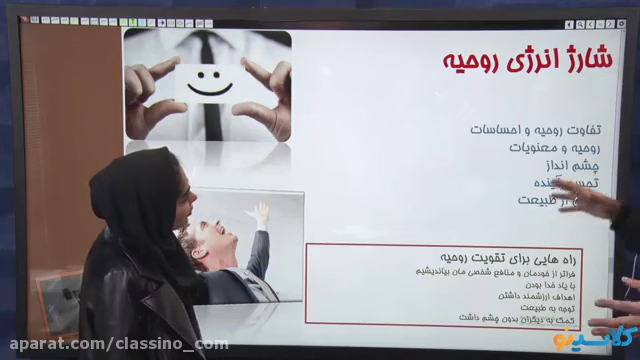 شارژ انرژی روحیه
تفاوت روحیه و احساسات
روحیه و معنویات
چشم انداز
آینده
از طبیعت
راه هایی برای تقویت روحیه
فراتر از خودمان و منافع شخصی مان بیاندیشیم
با یاد خدا بودن
اهداف ارزشمند داشتن
توجه به طبیعت
کمک به دیگران بدون چشم داشت
aparat.com/classino_com
کلاسینو